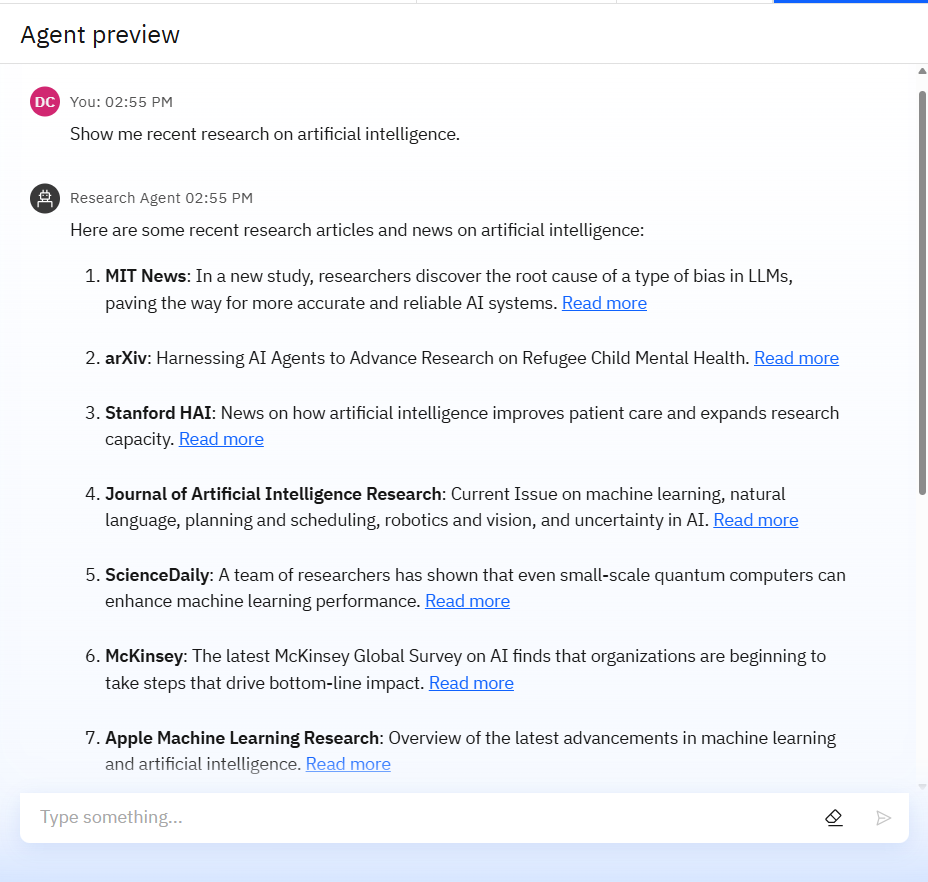 Agent preview
DC
You: 02:55 PM
Show me recent research on artificial intelligence.
Research Agent 02:55 PM
Here are some recent research articles and news on artificial intelligence:
1. MIT News: In a new study, researchers discover the root cause of a type of bias in LLMs,
paving the way for more accurate and reliable AI systems. Read more
2. arXiv: Harnessing AI Agents to Advance Research on Refugee Child Mental Health. Read more
3. Stanford HAI: News on how artificial intelligence improves patient care and expands research
capacity. Read more
4. Journal of Artificial Intelligence Research: Current Issue on machine learning, natural
language, planning and scheduling, robotics and vision, and uncertainty in AI. Read more
5. ScienceDaily: A team of researchers has shown that even small-scale quantum computers can
enhance machine learning performance. Read more
6. McKinsey: The latest McKinsey Global Survey on AI finds that organizations are beginning to
take steps that drive bottom-line impact. Read more
7. Apple Machine Learning Research: Overview of the latest advancements in machine learning
and artificial intelligence. Read more
Type something...